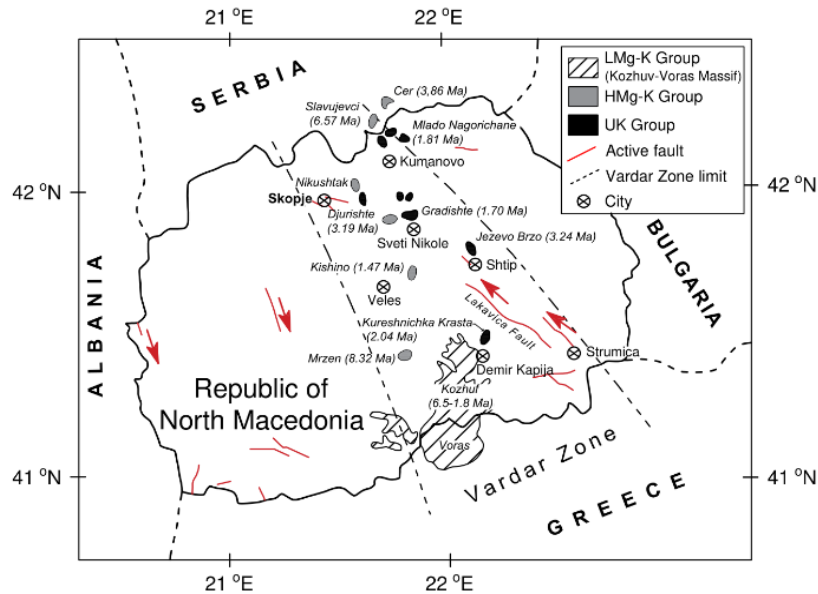 21 °E
22 °E
SERBIA
Cer (3,86 Ma)
Slavujevci
(6.57 Ma)
Mlado Nagorichane
(1.81 Ma)
Kumanovo
LMg-K Group
(Kozhuv-Voras Massif)
HMg-K Group
UK Group
Active fault
Vardar Zone limit
City
42 °N
42 °N
Nikushtak
Skopje
Djurishte
(3.19 Ma)
Gradishte (1.70 Ma)
Sveti Nikole
Jezevo Brzo (3.24 Ma)
Shtip
BULGARIA
ALBANIA
Kishino (1.47 Ma)
Veles
Lakavica Fault
Kureshnichka Krasta
(2.04 Ma)
Strumica
Mrzen (8.32 Ma)
Demir Kapija
Republic of
North Macedonia
Kozhuf
(6.5-1.8 Ma)
Voras
Vardar Zone
41 °N
41 °N
GREECE
21 °E
22 °E